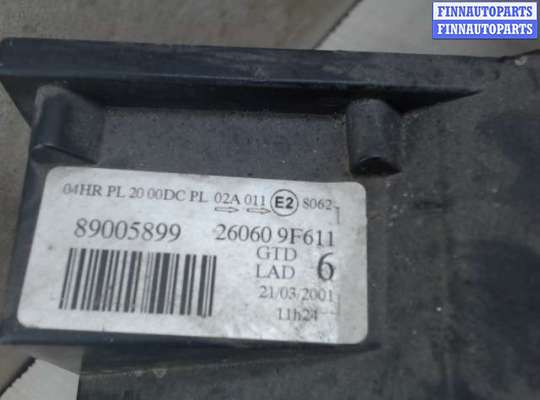 FINNAUTOPARTS
FINNAUTOPARTS
04HR PL 20 00DC PL 02A 011 E2 8062
89005899 26060 9F611
GTD
LAD 6
21/03/2001
11h24